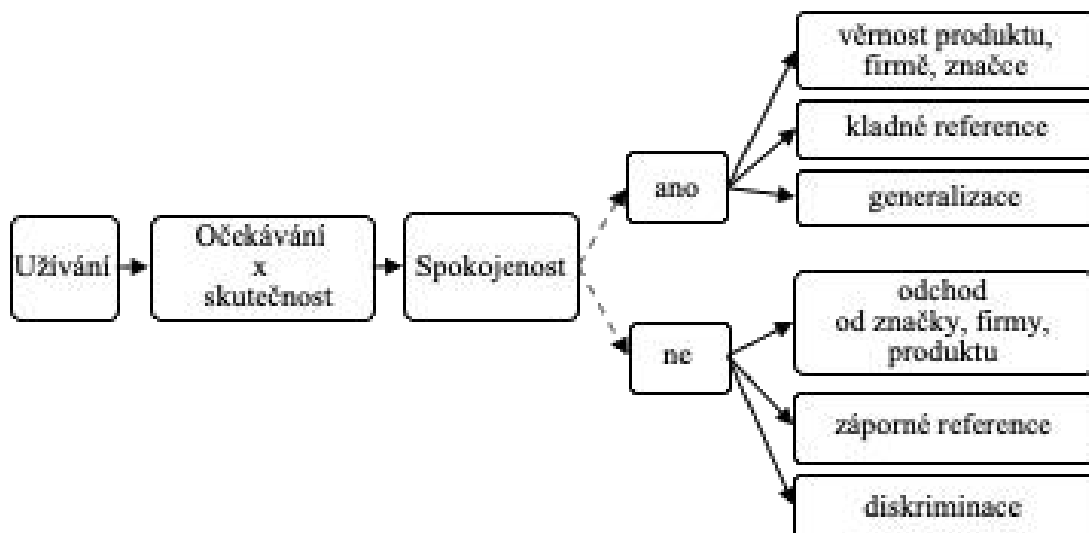 Užívání
Očekávání
x
skutečnost
Spokojenost
ano
věrnost produktu,
firmě, značce
kladné reference
generalizace
ne
odchod
od značky, firmy,
produktu
záporné reference
diskriminace